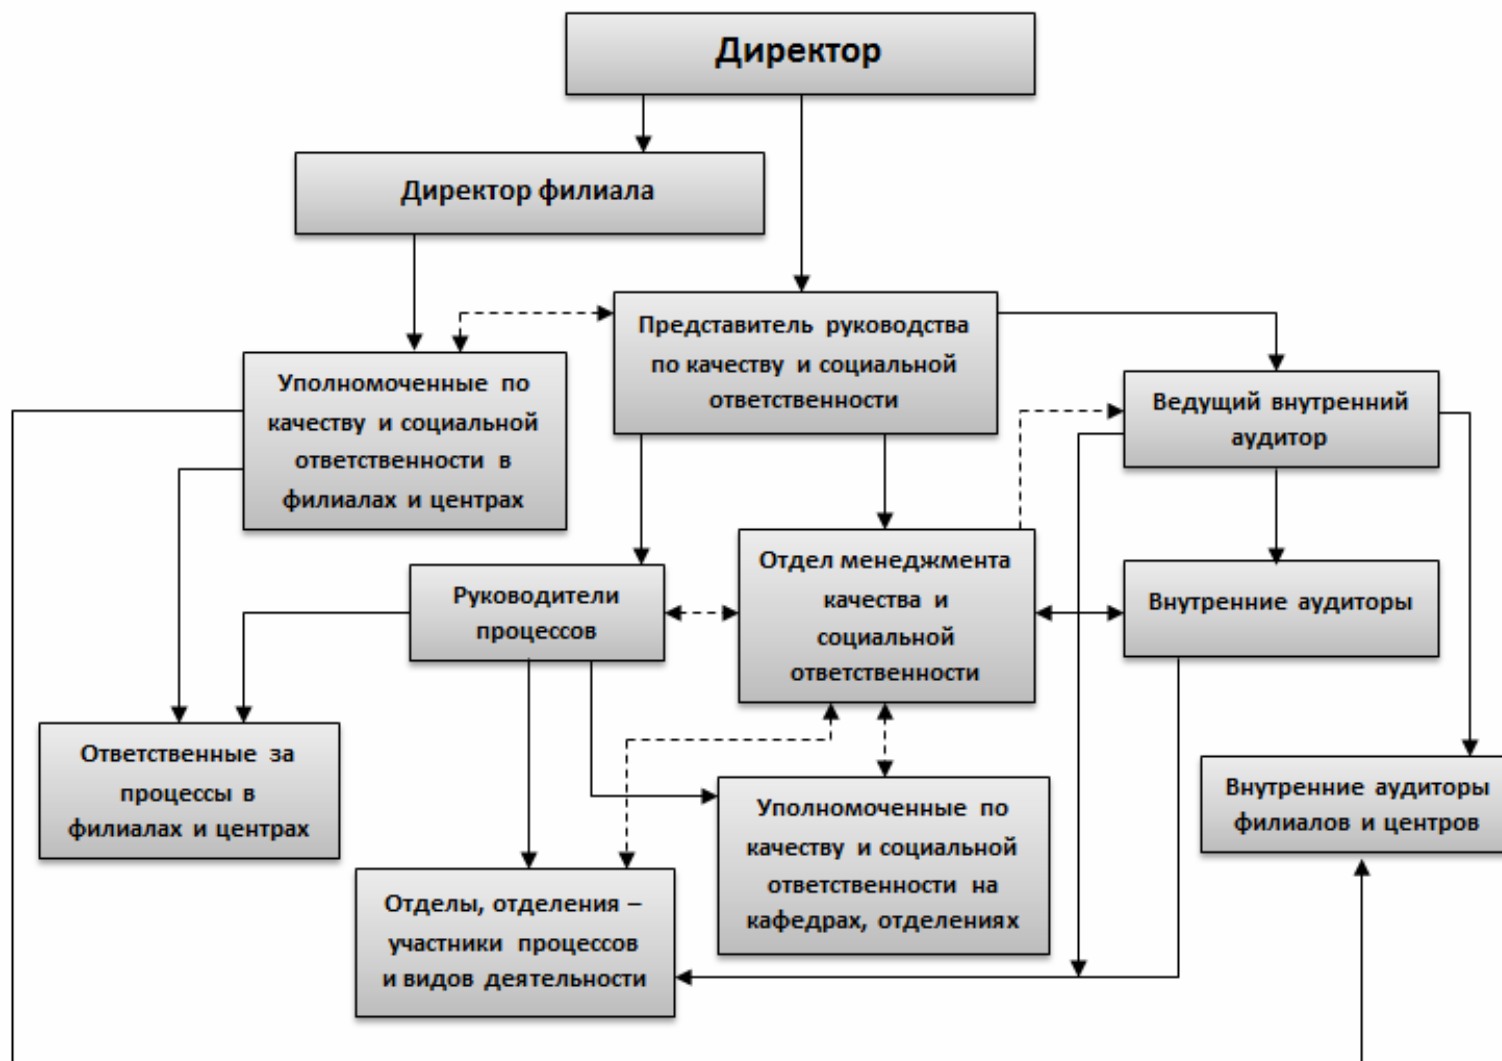 Директор
Директор филиала
Представитель руководства
по качеству и социальной
ответственности
Уполномоченные по
качеству и социальной
ответственности в
филиалах и центрах
Ведущий внутренний
аудитор
Отдел менеджмента
качества и
социальной
ответственности
Руководители
процессов
Внутренние аудиторы
Ответственные за
процессы в
филиалах и центрах
Уполномоченные по
качеству и социальной
ответственности на
кафедрах, отделениях
Внутренние аудиторы
филиалов и центров
Отделы, отделения –
участники процессов
и видов деятельности